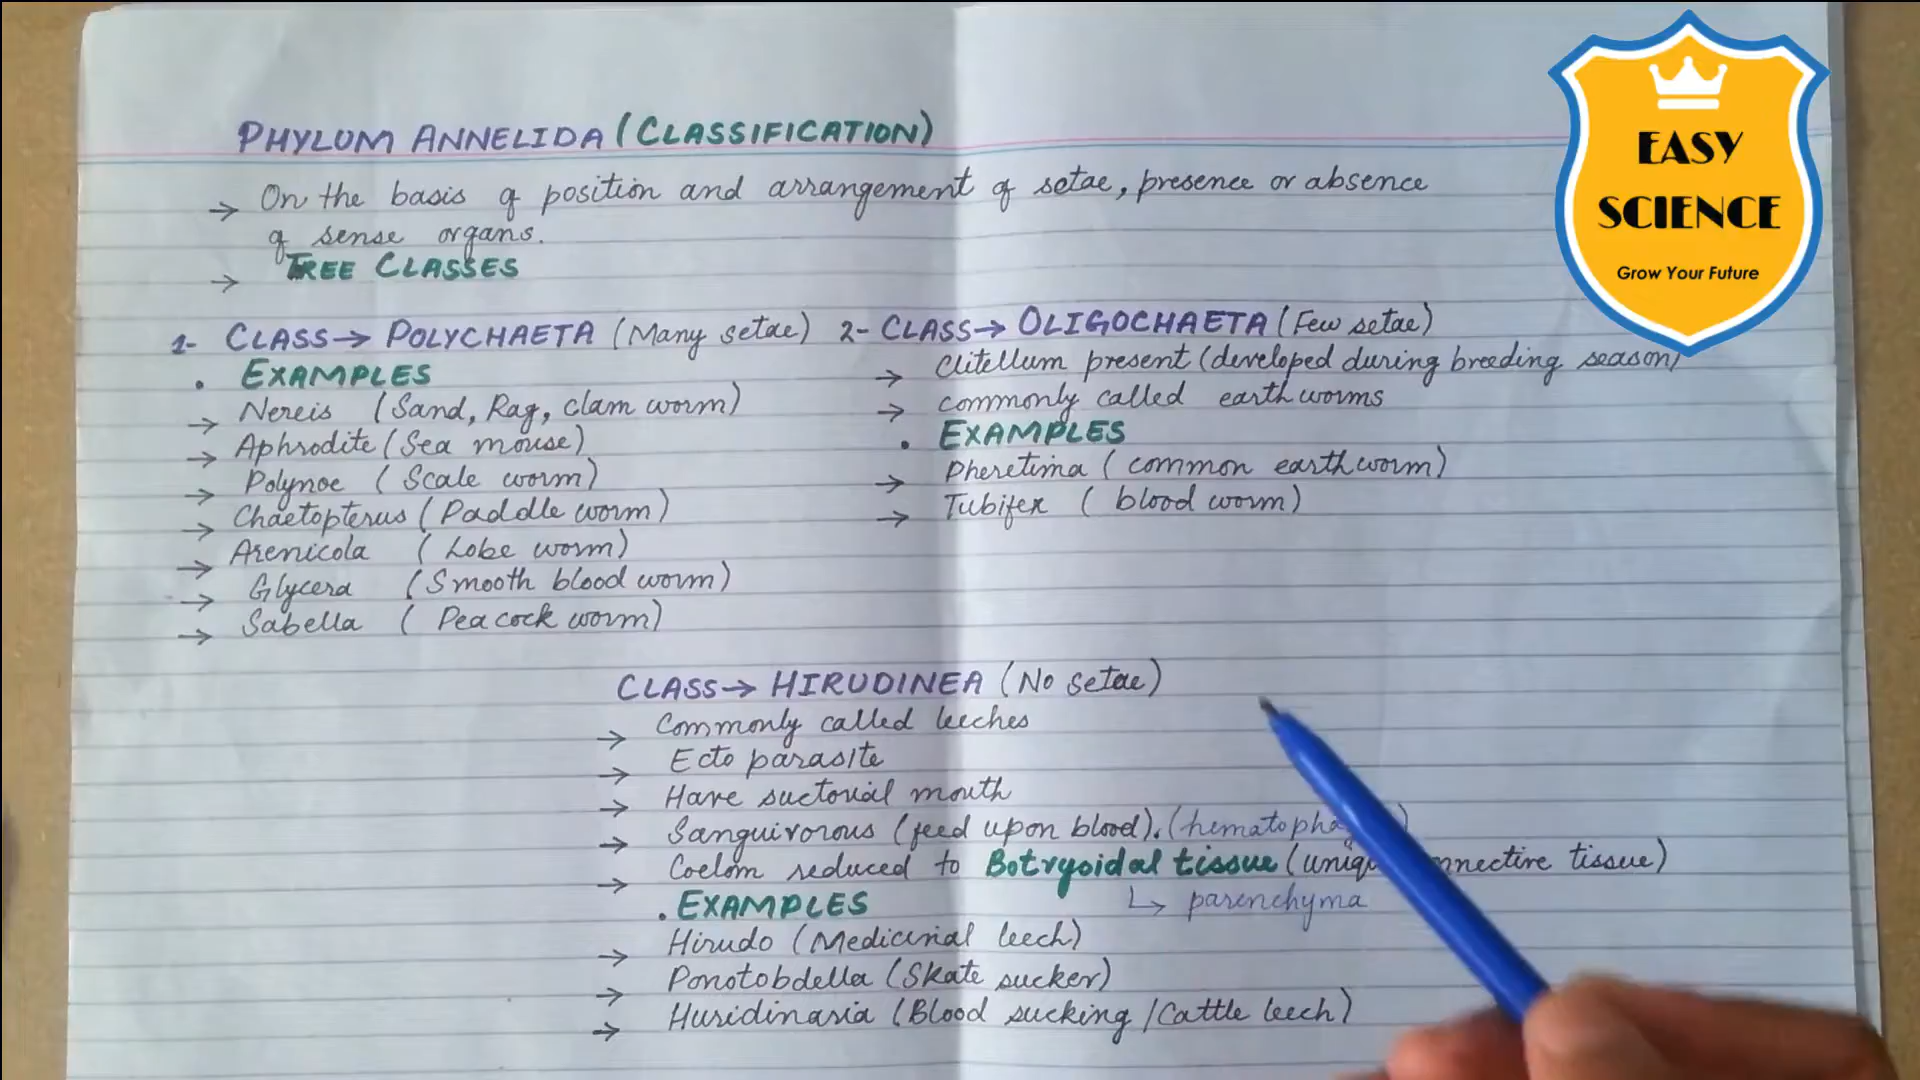 PHYLUM ANNELIDA (CLASSIFICATION)
→ On the basis of position and arrangement of setae, presence or absence
of sense organs.
→ TREE CLASSES
1- CLASS→ POLYCHAETA (Many setae)
. EXAMPLES
→ Nereis (Sand, Rag, clam worm)
→ Aphrodite (Sea mouse)
→ Polynoe (Scale worm)
→ Chaetopterus (Paddle worm)
→ Arenicola (Lobe worm)
→ Glycera (Smooth blood worm)
→ Sabella (Peacock worm)
2- CLASS→ OLIGOCHAETA (Few setae)
→ Clitellum present (developed during breeding season)
→ commonly called earthworms
. EXAMPLES
→ Pheretima (common earthworm)
→ Tubifex (blood worm)
CLASS→ HIRUDINEA (No setae)
→ Commonly called leeches
→ Ecto parasite
→ Have suctorial mouth
→ Sanguivorous (feed upon blood).
→ Coelom reduced to Botryoidal tissue ( tissue)
↳ parenchyma
. EXAMPLES
→ Hirudo (Medicinal leech)
→ Ponotobdella (Skate sucker)
→ Huridinaria (Blood sucking /Cattle leech)
EASY
SCIENCE
Grow Your Future